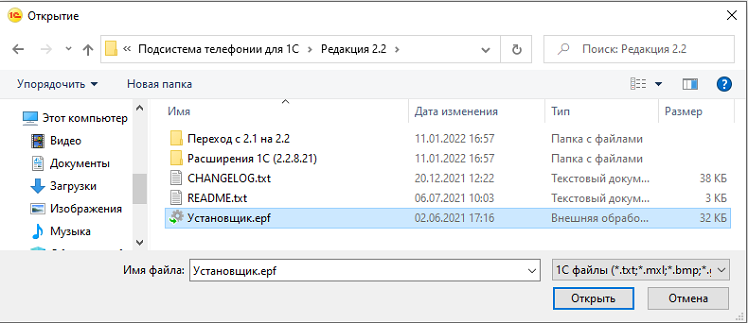 Открытие
« Подсистема телефонии для 1С > Редакция 2.2 >
Поиск: Редакция 2.2
Упорядочить
Новая папка
Имя Дата изменения Тип Размер
Этот компьютер
Видео
Документы
Загрузки
Изображения
Музыка
Переход с 2.1 на 2.2 11.01.2022 16:57 Папка с файлами
Расширения 1С (2.2.8.21) 11.01.2022 16:57 Папка с файлами
CHANGELOG.txt 20.12.2021 12:22 Текстовый докум... 38 КБ
README.txt 06.07.2021 10:03 Текстовый докум... 3 КБ
Установщик.epf 02.06.2021 17:16 Внешняя обрабо... 32 КБ
Имя файла: Установщик.epf
1С файлы (*.txt;*.mxl;*.bmp;*.
Открыть Отмена